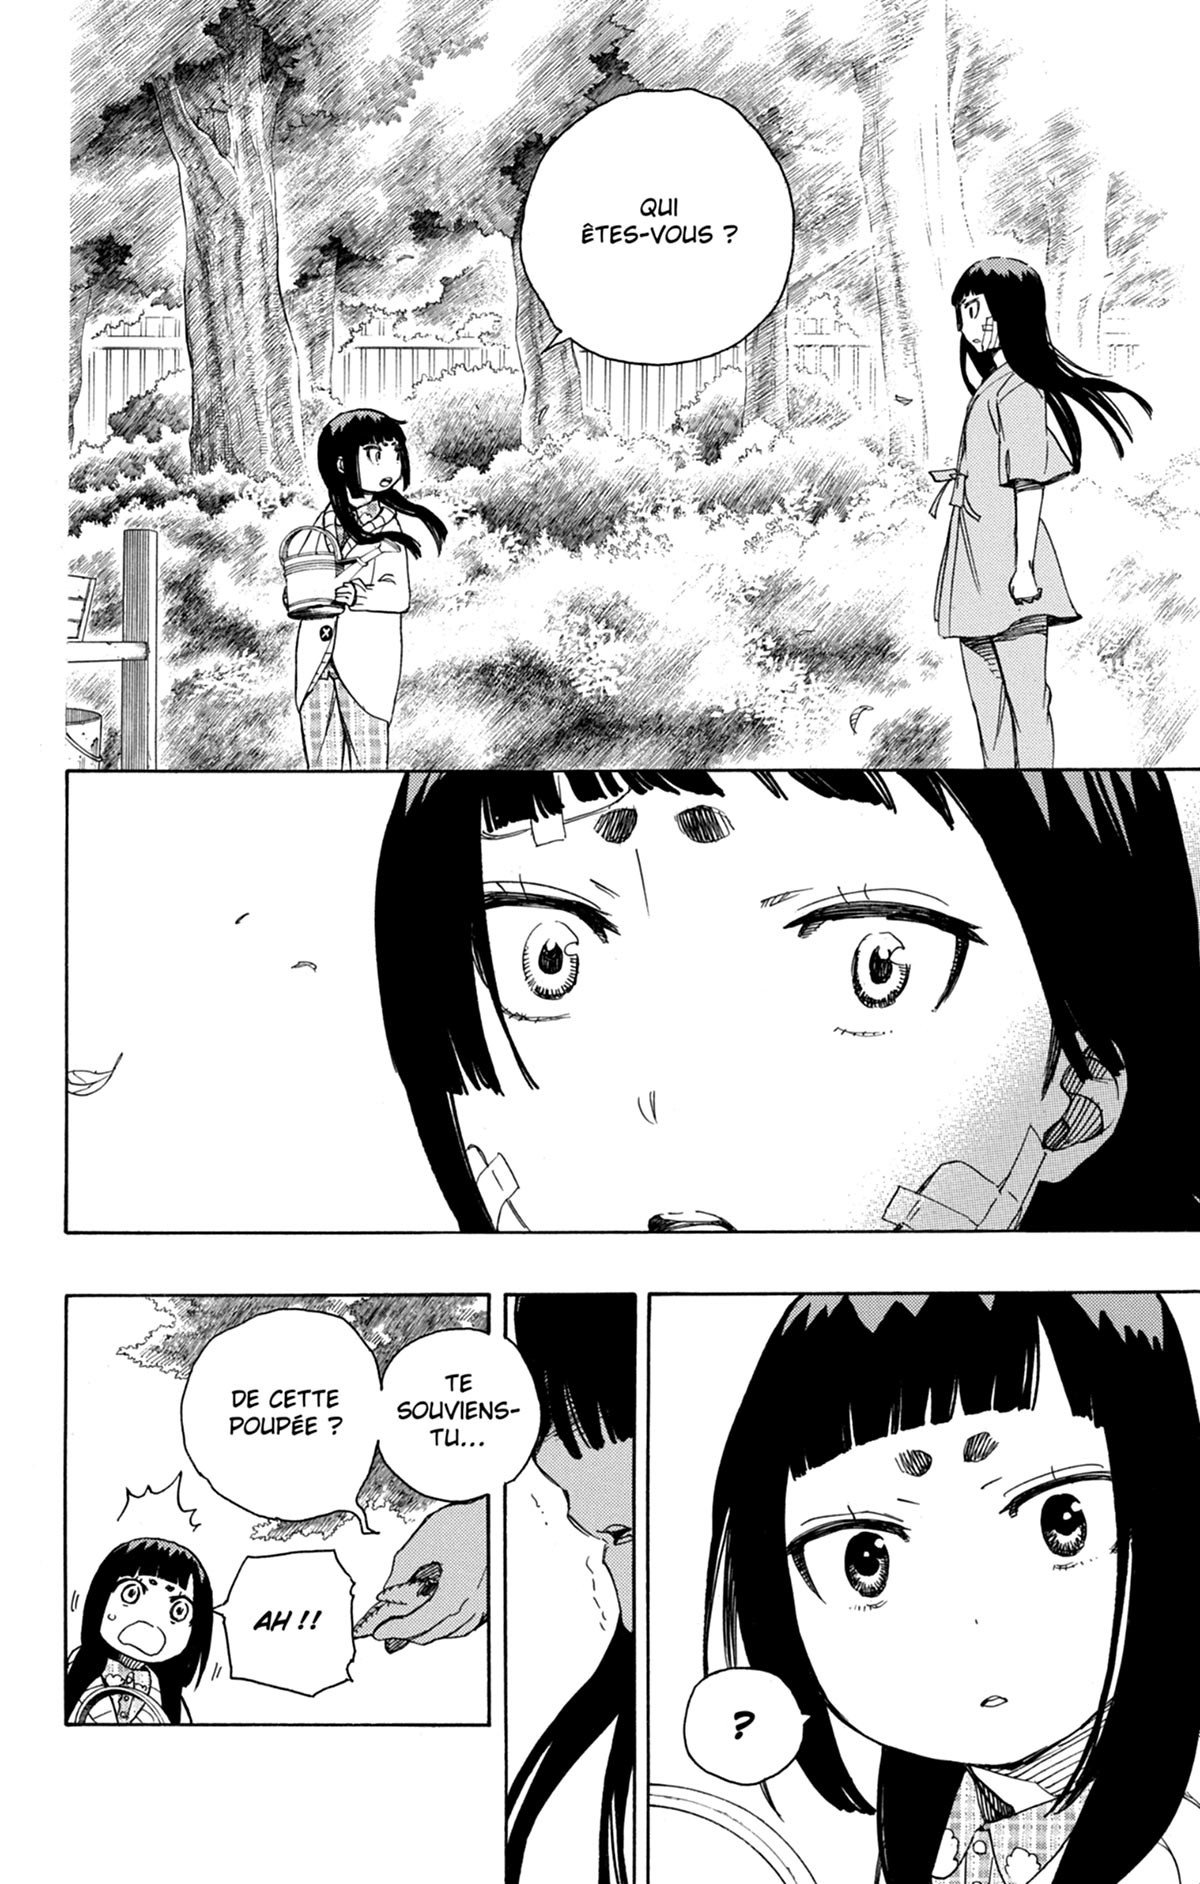 QUI
ÊTES-VOUS ?
?
TE
SOUVIENS-
TU...
DE CETTE
POUPÉE ?
AH !!